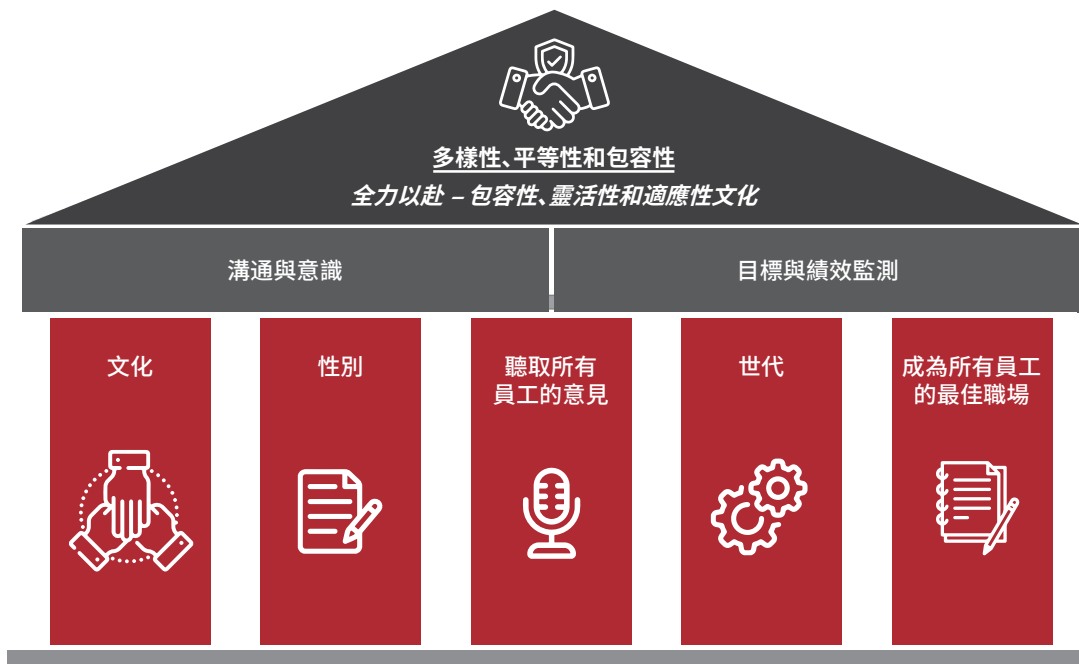 多樣性、平等性和包容性
全力以赴 – 包容性、靈活性和適應性文化
溝通與意識
目標與績效監測
文化
性別
聽取所有
員工的意見
世代
成為所有員工
的最佳職場